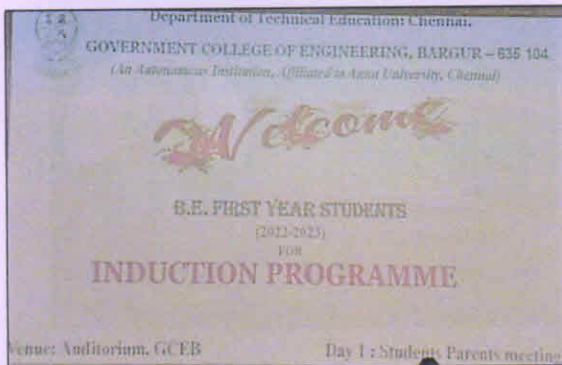 Department of Technical Education: Chennai.
GOVERNMENT COLLEGE OF ENGINEERING, BARGUR – 635 104
(An Autonomous Institution, Affiliated to Anna University, Chennai)
Welcome
B.E. FIRST YEAR STUDENTS
(2022-2023)
FOR
INDUCTION PROGRAMME
Venue: Auditorium, GCEB Day 1 : Students Parents meeting